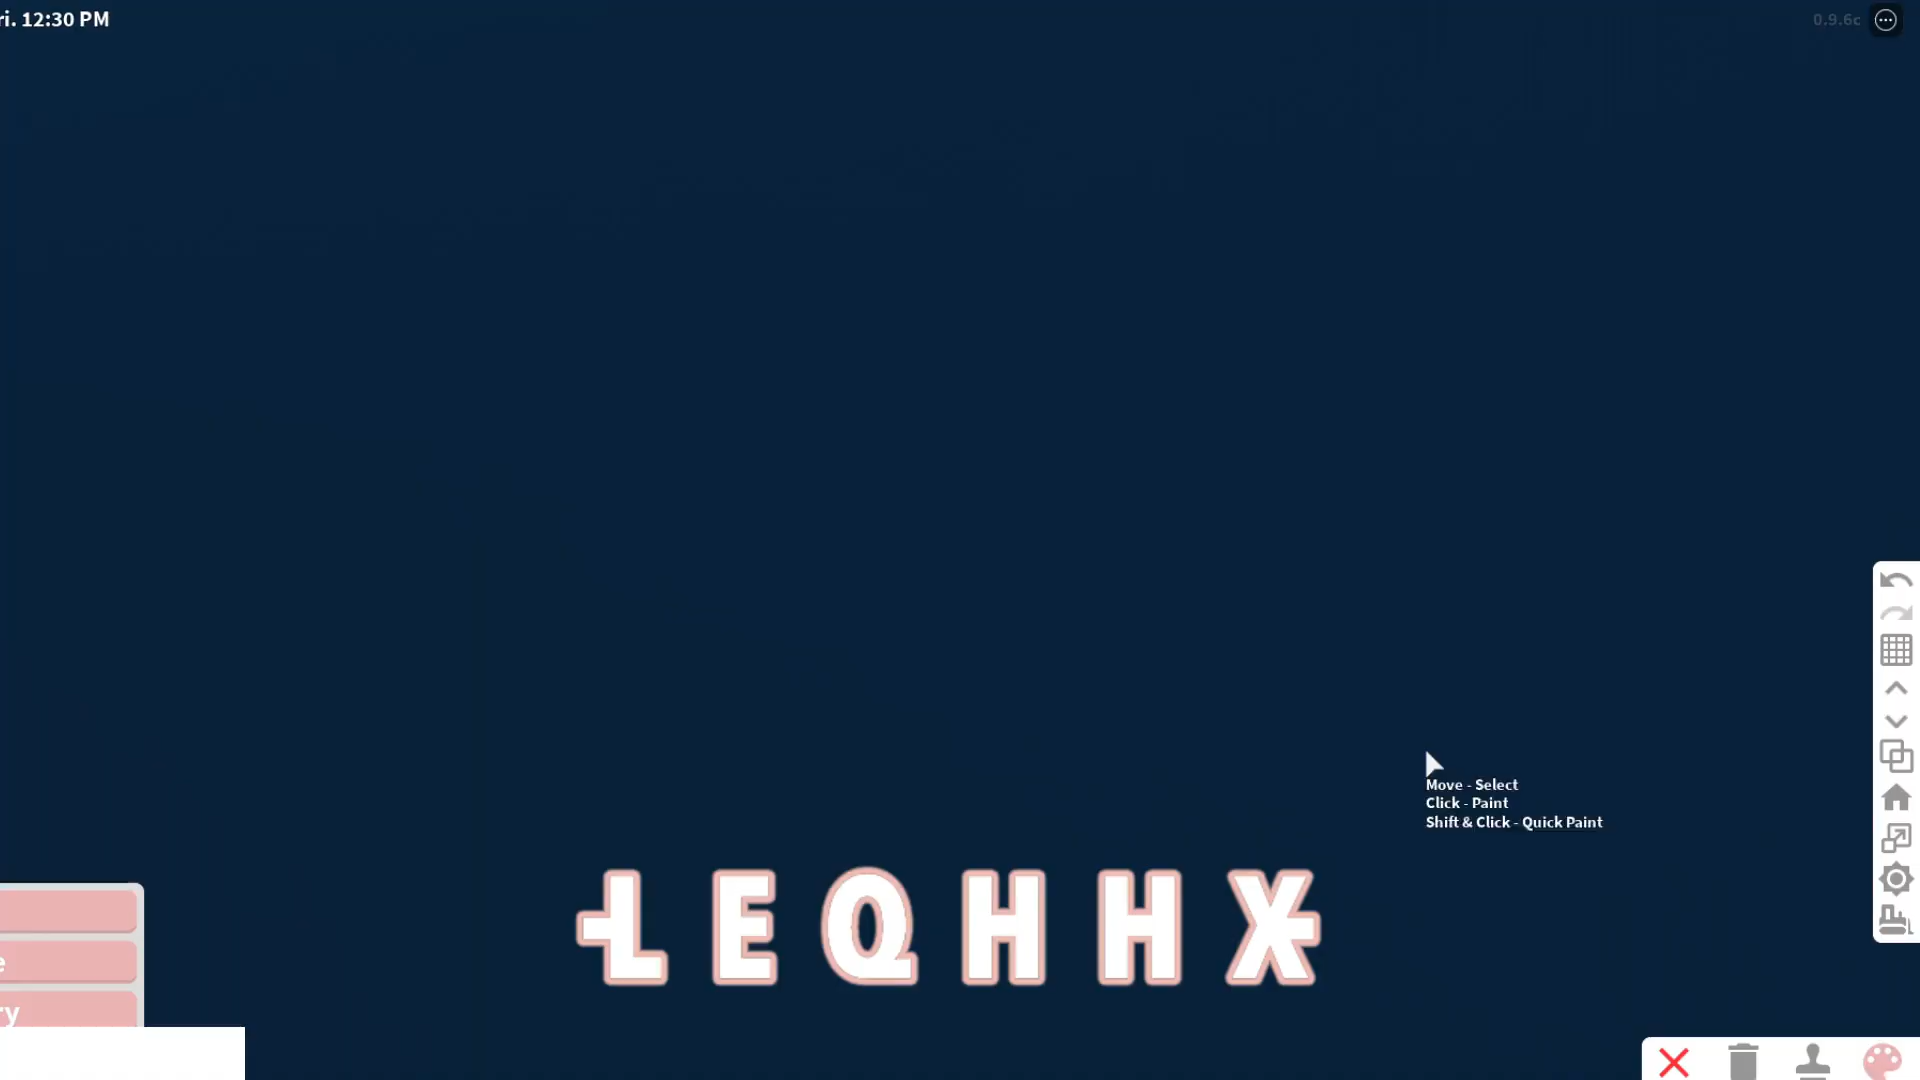 ri. 12:30 PM
0.9.6c
Move - Select
Click - Paint
Shift & Click - Quick Paint
-LEQHHX-
e
ry